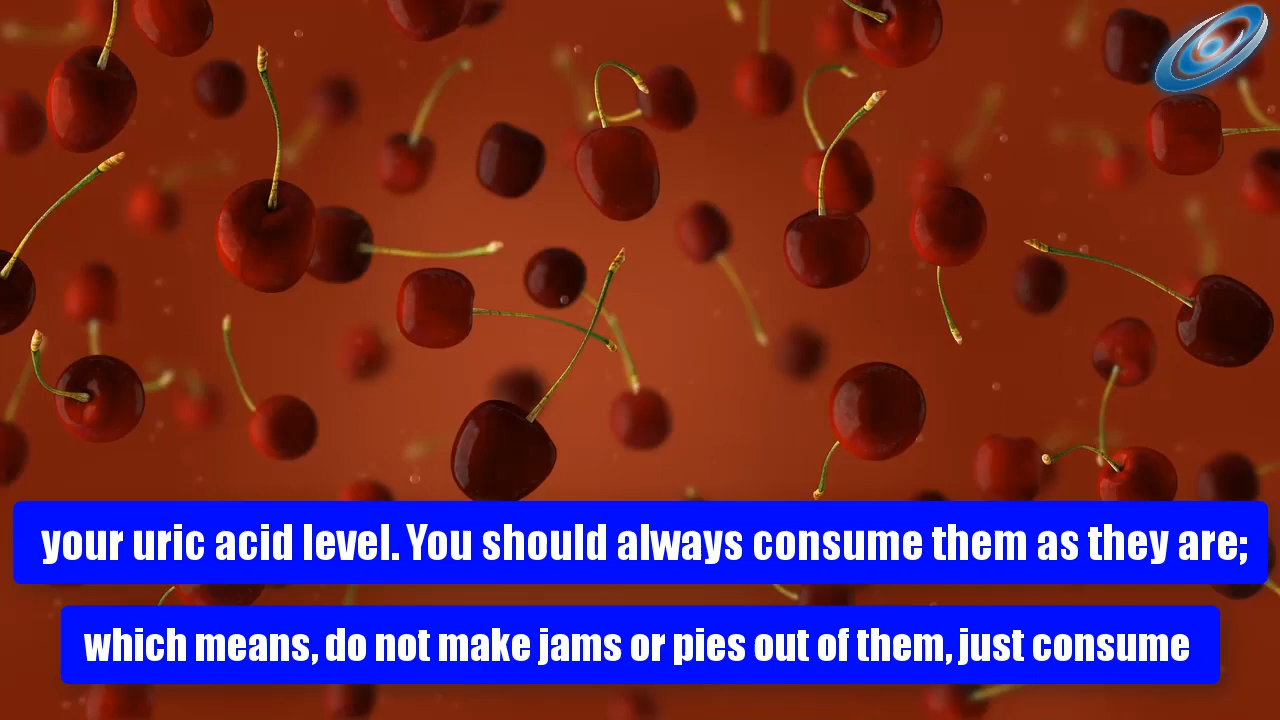 your uric acid level. You should always consume them as they are;
which means, do not make jams or pies out of them, just consume